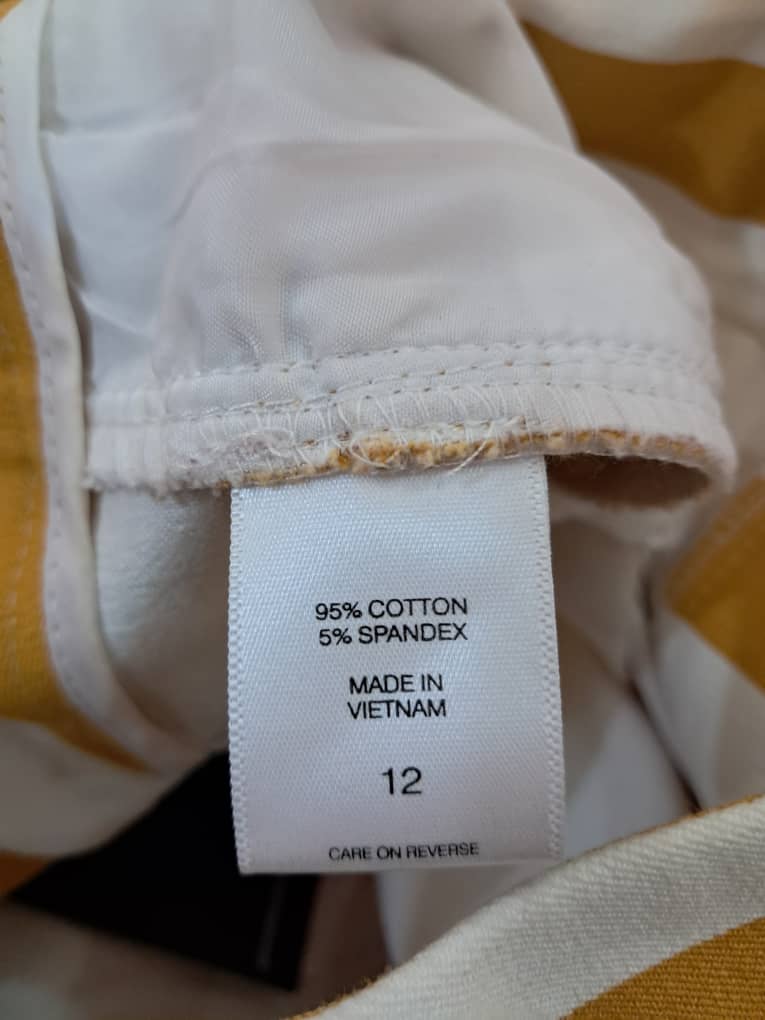 95% COTTON
5% SPANDEX
MADE IN
VIETNAM
12
CARE ON REVERSE